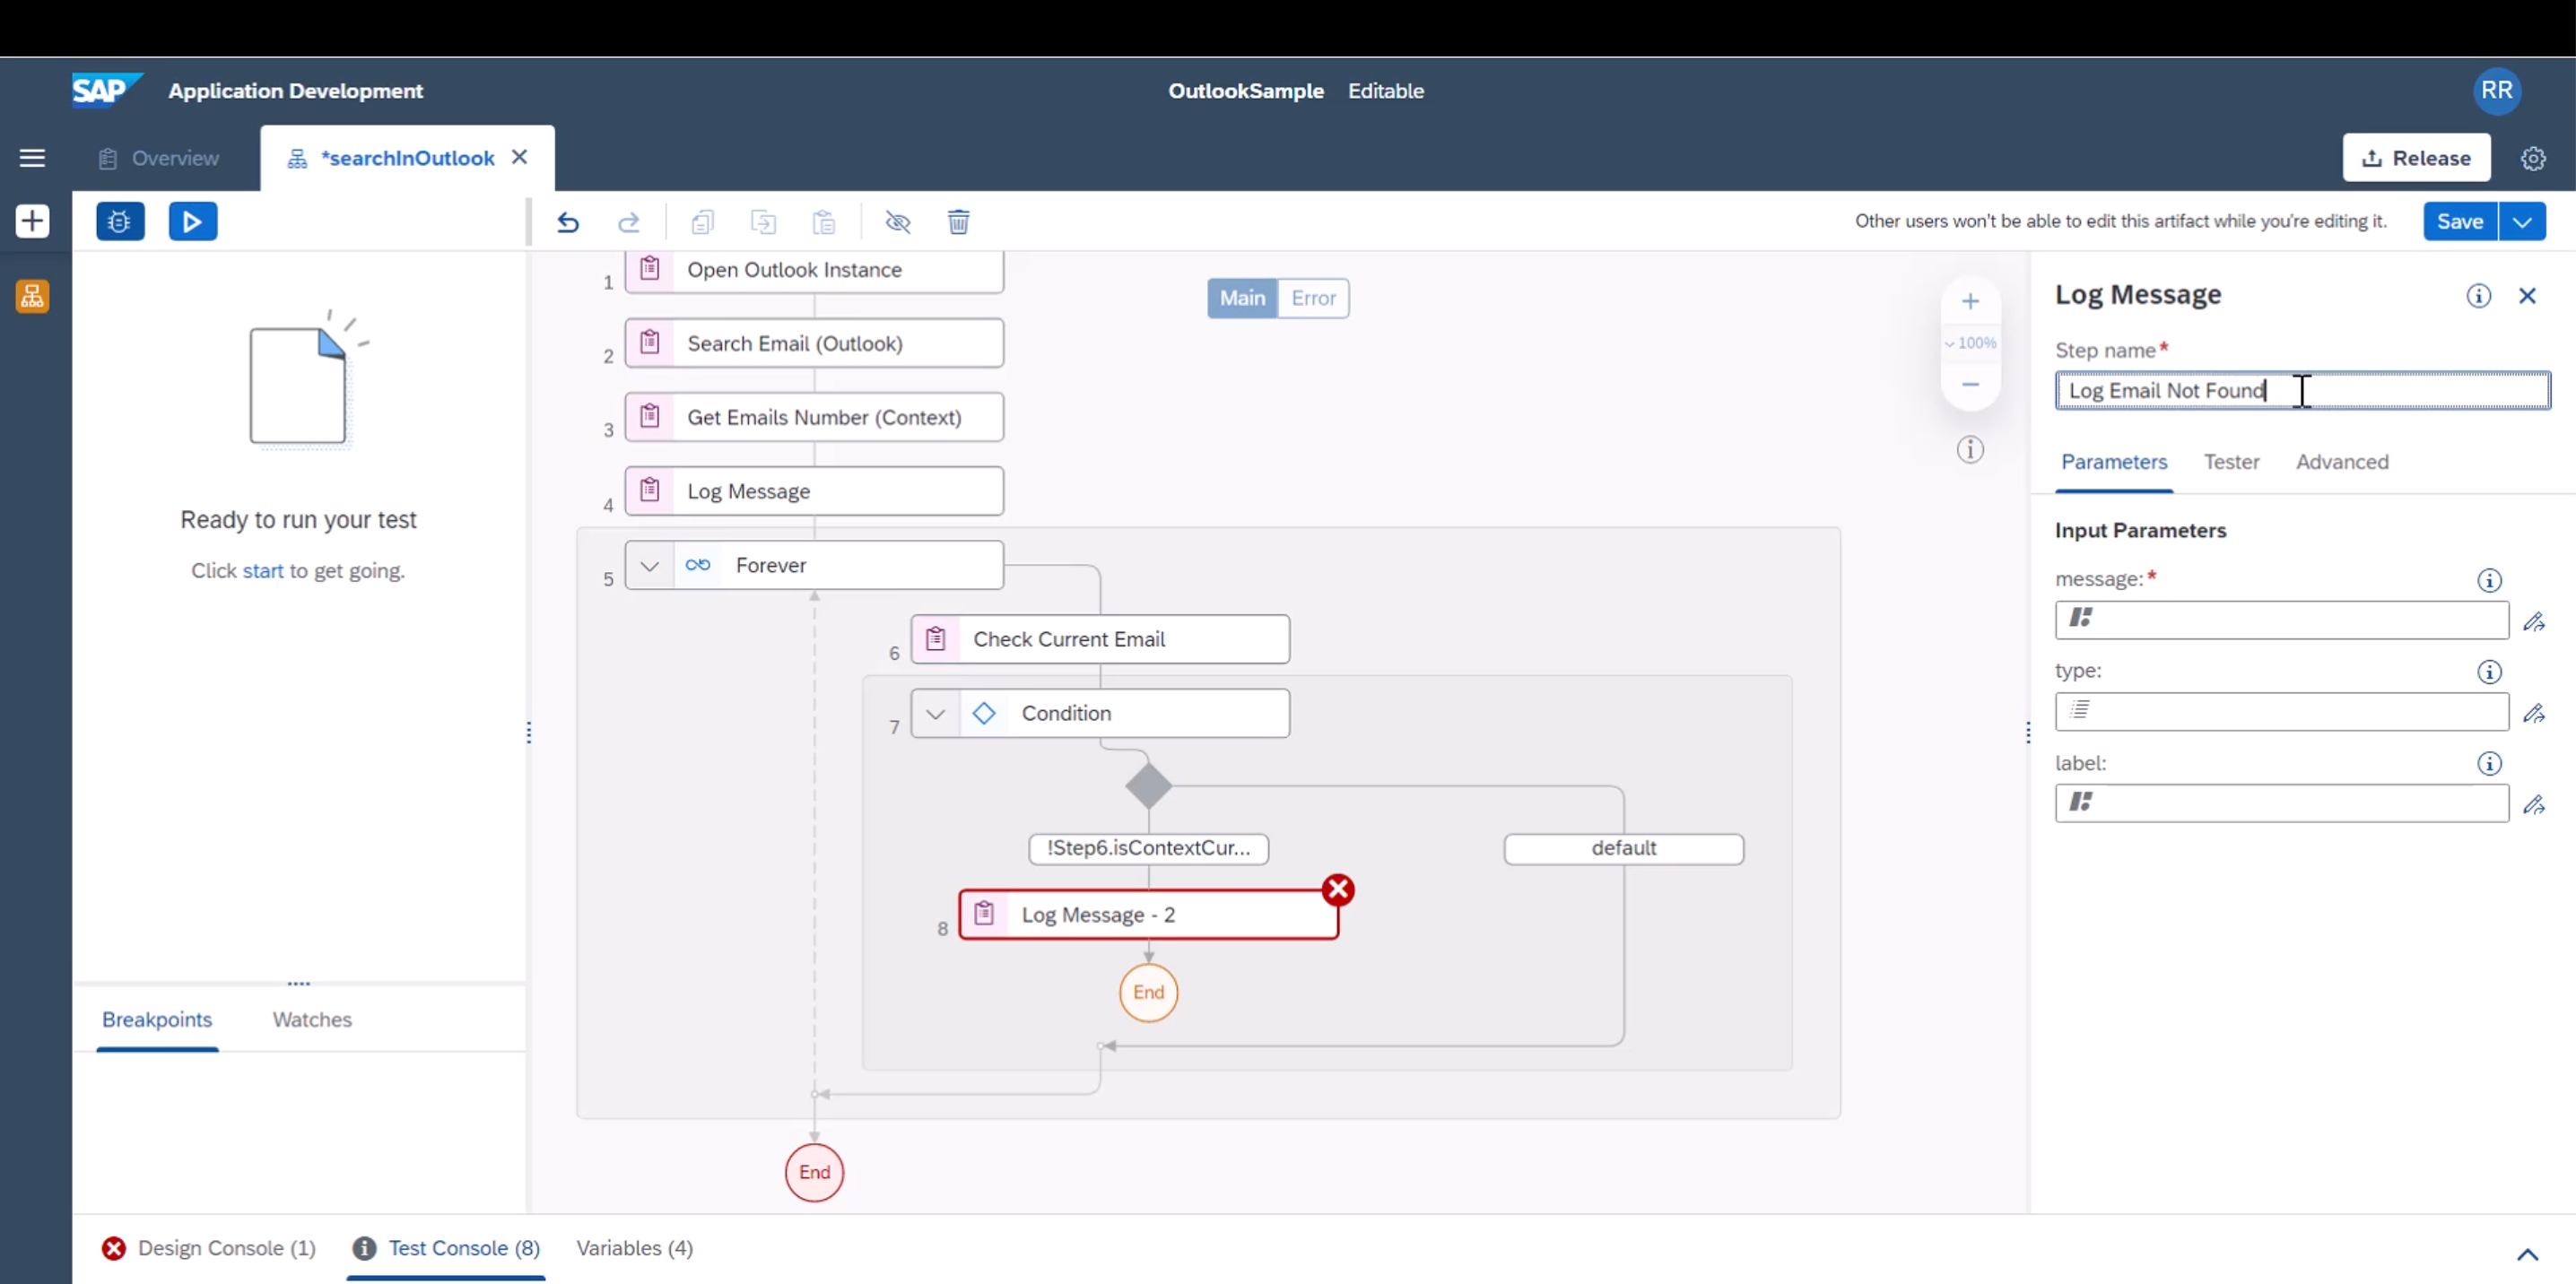 SAP Application Development
OutlookSample Editable
RR
Overview
*searchInOutlook
Release
Other users won't be able to edit this artifact while you're editing it.
Save
Ready to run your test
Click start to get going.
Breakpoints
Watches
1 Open Outlook Instance
2 Search Email (Outlook)
3 Get Emails Number (Context)
4 Log Message
5 Forever
6 Check Current Email
7 Condition
!Step6.isContextCur...
default
8 Log Message - 2
End
End
Main Error
100%
Log Message
Step name*
Log Email Not Found
Parameters Tester Advanced
Input Parameters
message:*
type:
label:
Design Console (1)
Test Console (8)
Variables (4)